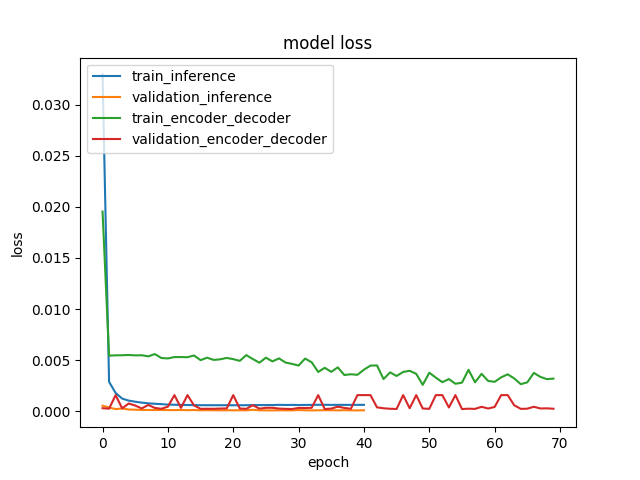 model loss
train_inference
validation_inference
train_encoder_decoder
validation_encoder_decoder
loss
0.030
0.025
0.020
0.015
0.010
0.005
0.000
0 10 20 30 40 50 60 70
epoch